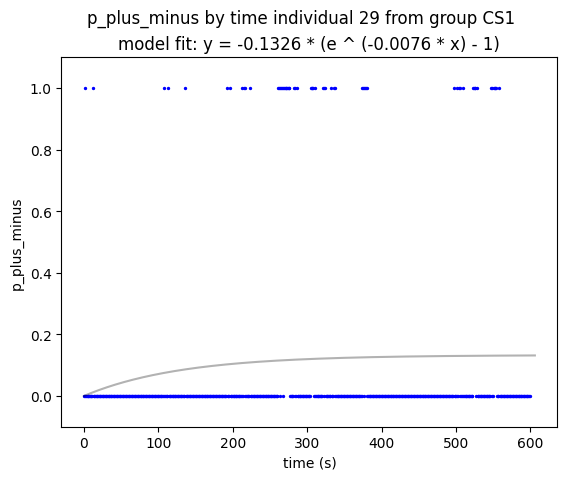 p_plus_minus by time individual 29 from group CS1
model fit: y = -0.1326 * (e ^ (-0.0076 * x) - 1)
1.0
0.8
0.6
0.4
0.2
0.0
p_plus_minus
0 100 200 300 400 500 600
time (s)